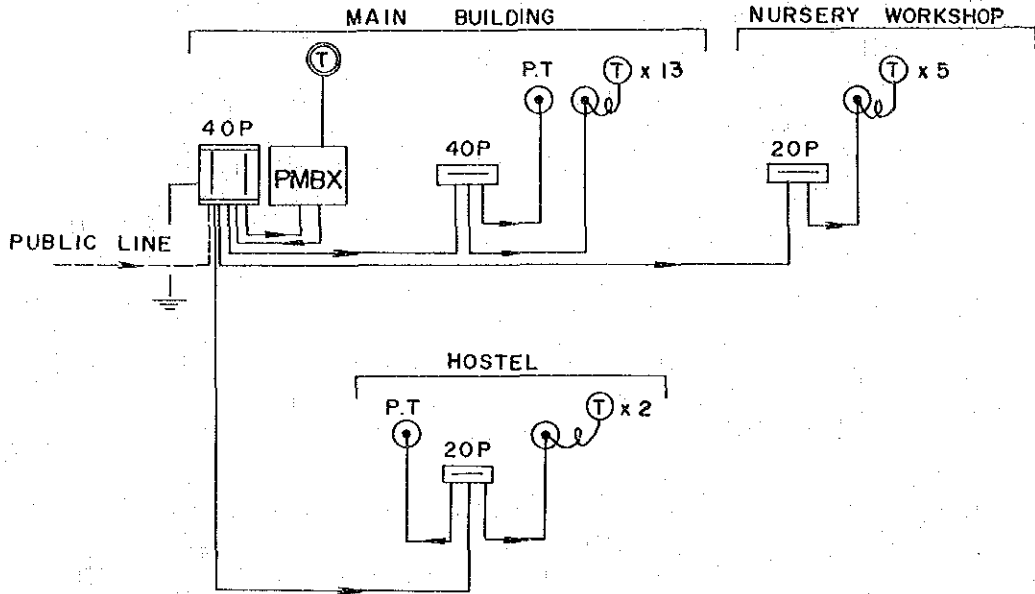 MAIN BUILDING
NURSERY WORKSHOP
T
P.T
T x 13
T x 5
40P
PMBX
40P
20P
PUBLIC LINE
HOSTEL
P.T
T x 2
20P